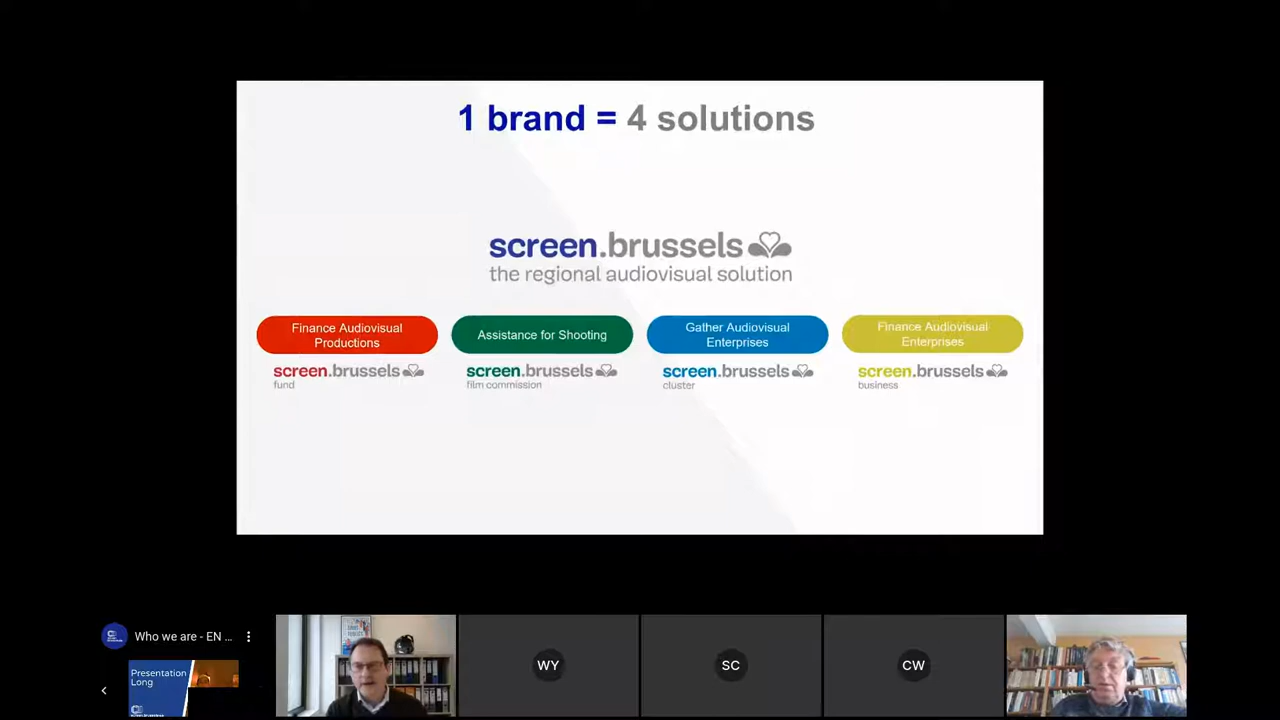 1 brand = 4 solutions
screen.brussels
the regional audiovisual solution
Finance Audiovisual
Productions
Assistance for Shooting
Gather Audiovisual
Enterprises
Finance Audiovisual
Enterprises
screen.brussels
fund
screen.brussels
film commission
screen.brussels
cluster
screen.brussels
business
Who we are - EN ...
Presentation
Long
screen.brussels
WY
SC
CW